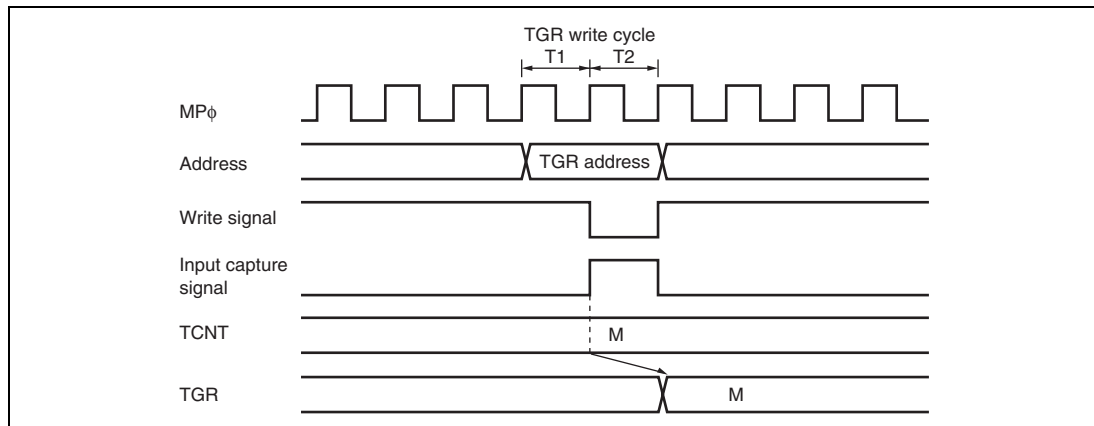 TGR write cycle
T1 T2
MPϕ
Address
TGR address
Write signal
Input capture
signal
TCNT
M
TGR
M